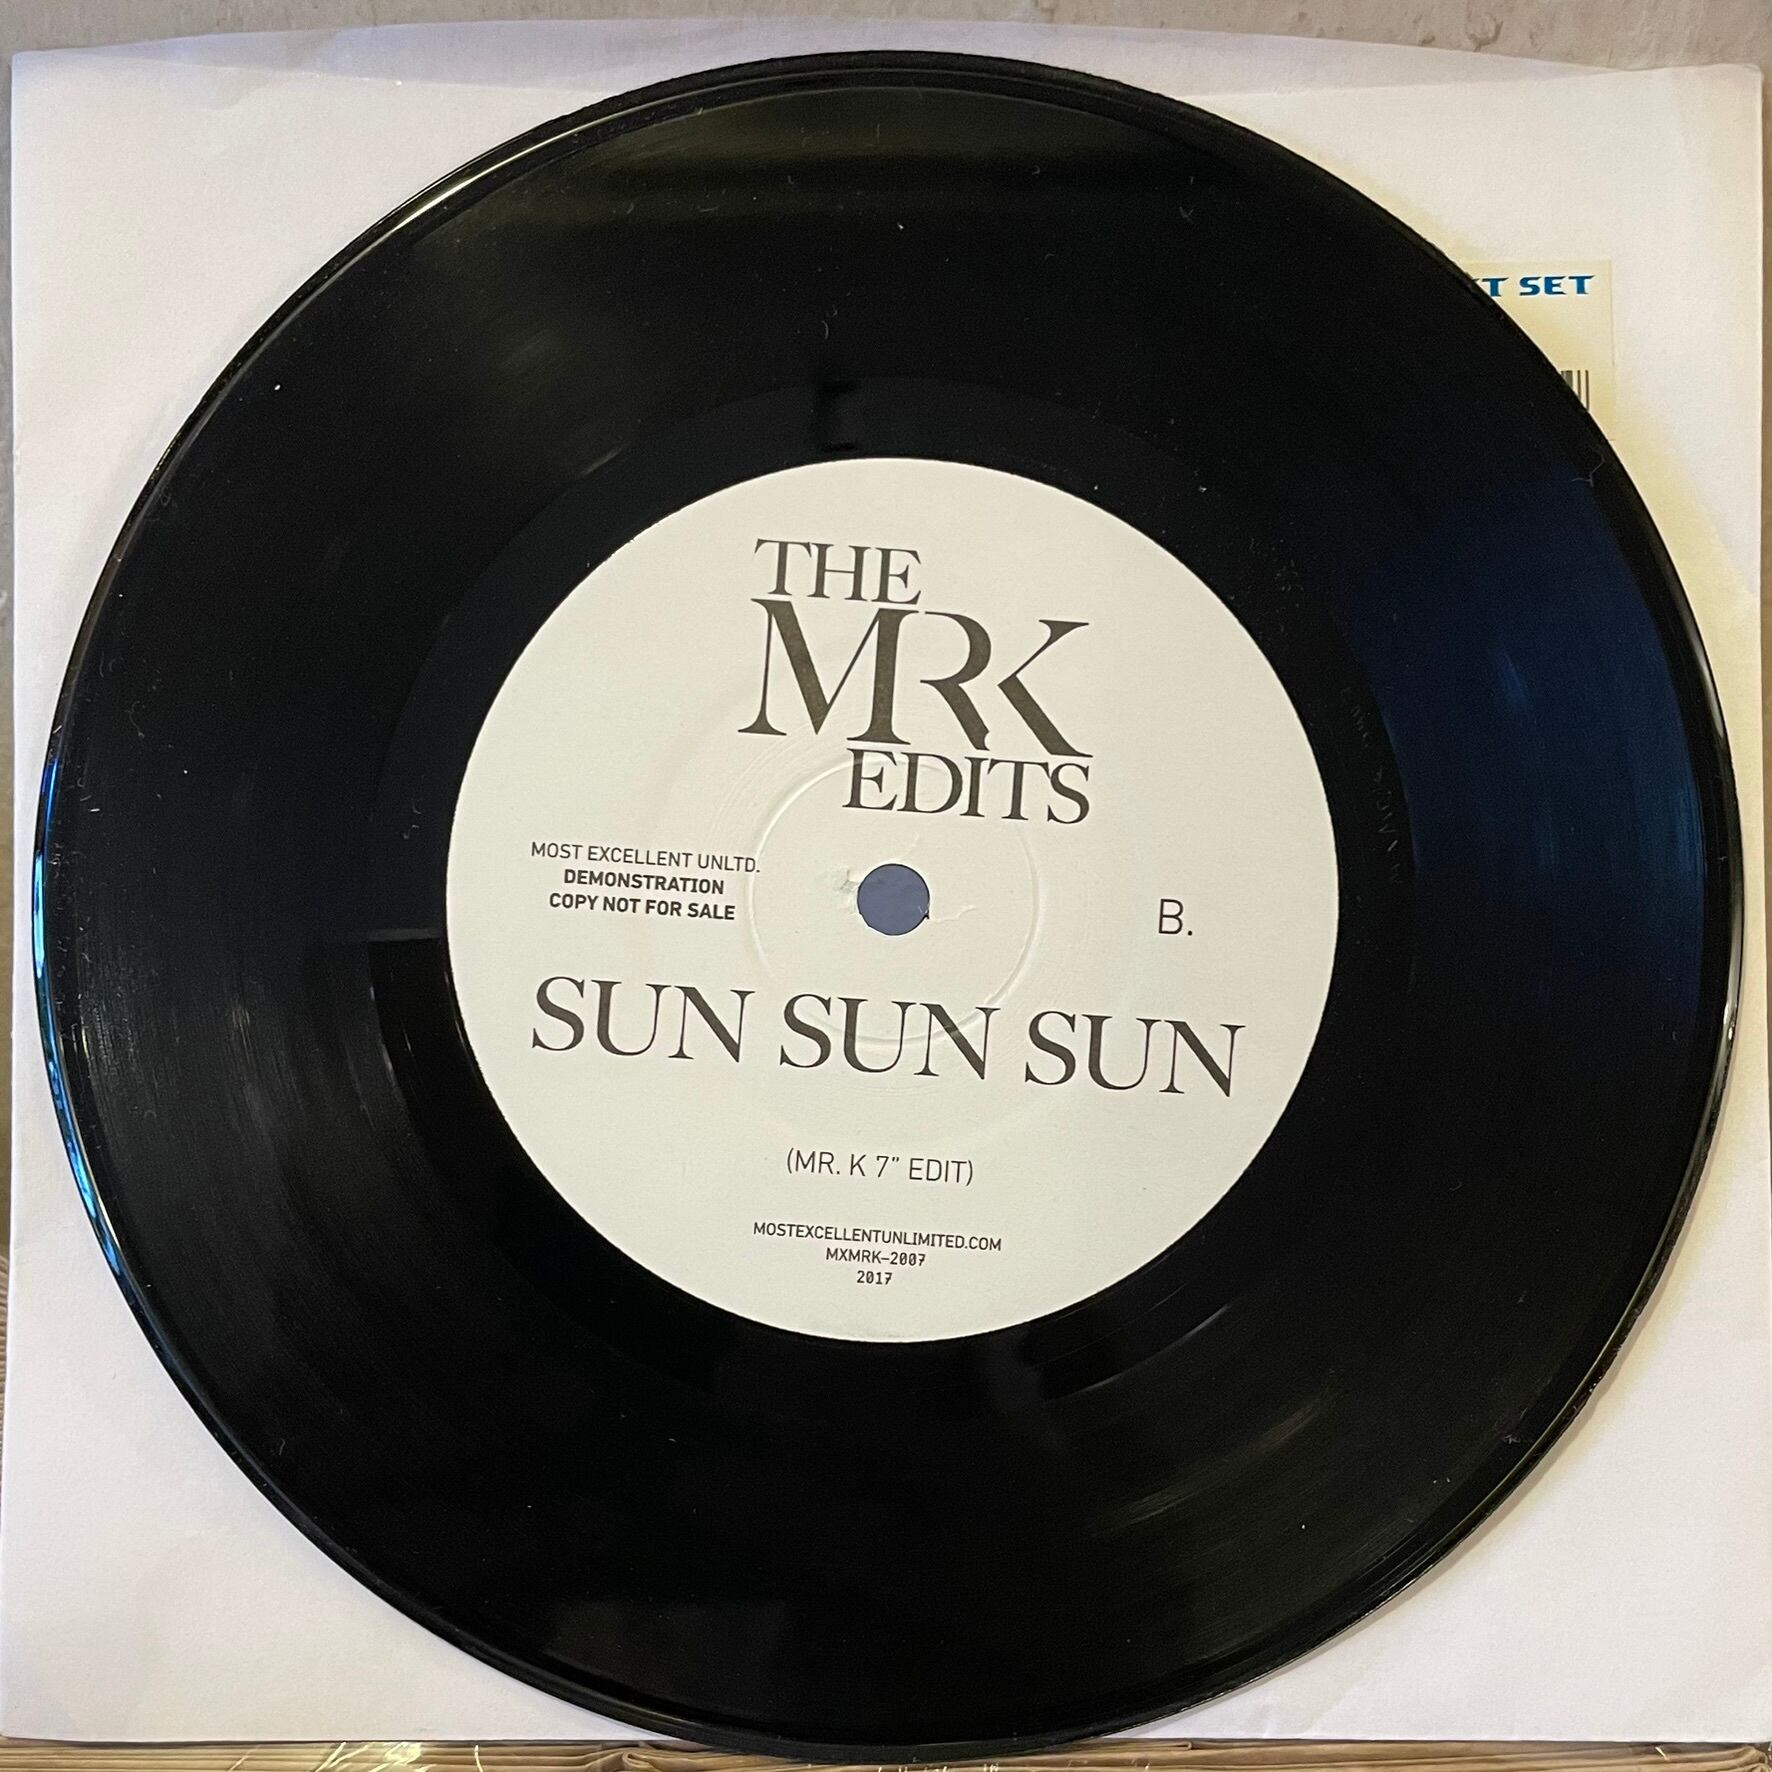 T SET
THE
MRK
EDITS
MOST EXCELLENT UNLTD.
DEMONSTRATION
COPY NOT FOR SALE
B.
SUN SUN SUN
(MR. K 7" EDIT)
MOSTEXCELLENTUNLIMITED.COM
MXMRK-2007
2017